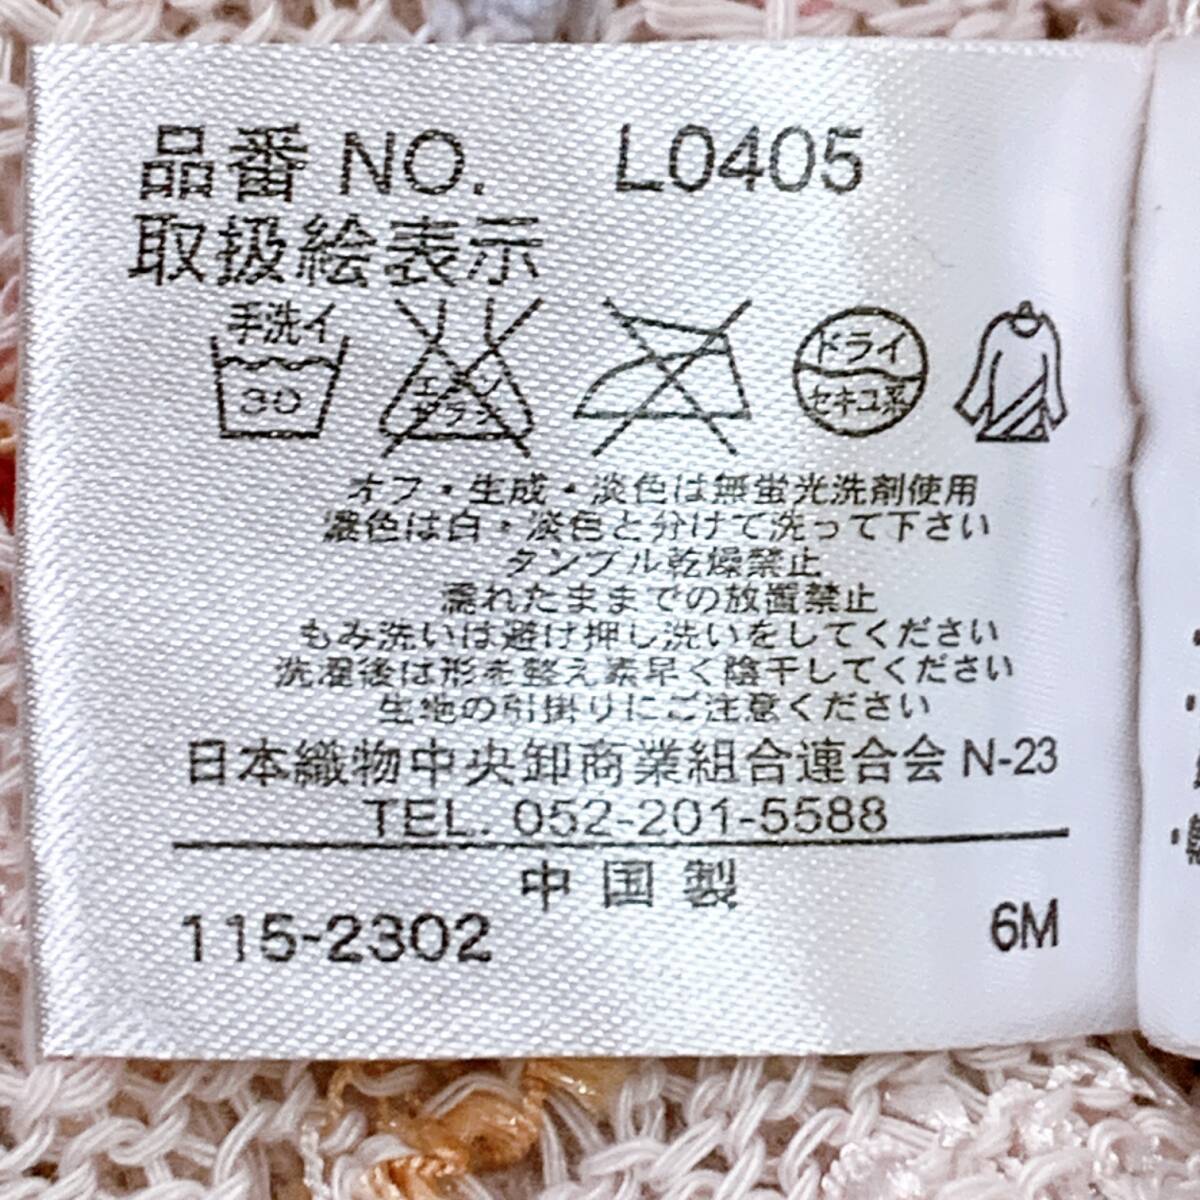 品番 NO. L0405
取扱絵表示
手洗イ
30
エンソ
サラシ
ドライ
セキユ系
オフ・生成・淡色は無蛍光洗剤使用
濃色は白・淡色と分けて洗って下さい
タンブル乾燥禁止
濡れたままでの放置禁止
もみ洗いは避け押し洗いをしてください
洗濯後は形を整え素早く陰干してください
生地の引掛りにご注意ください
日本織物中央卸商業組合連合会 N-23
TEL. 052-201-5588
中国製
115-2302 6M